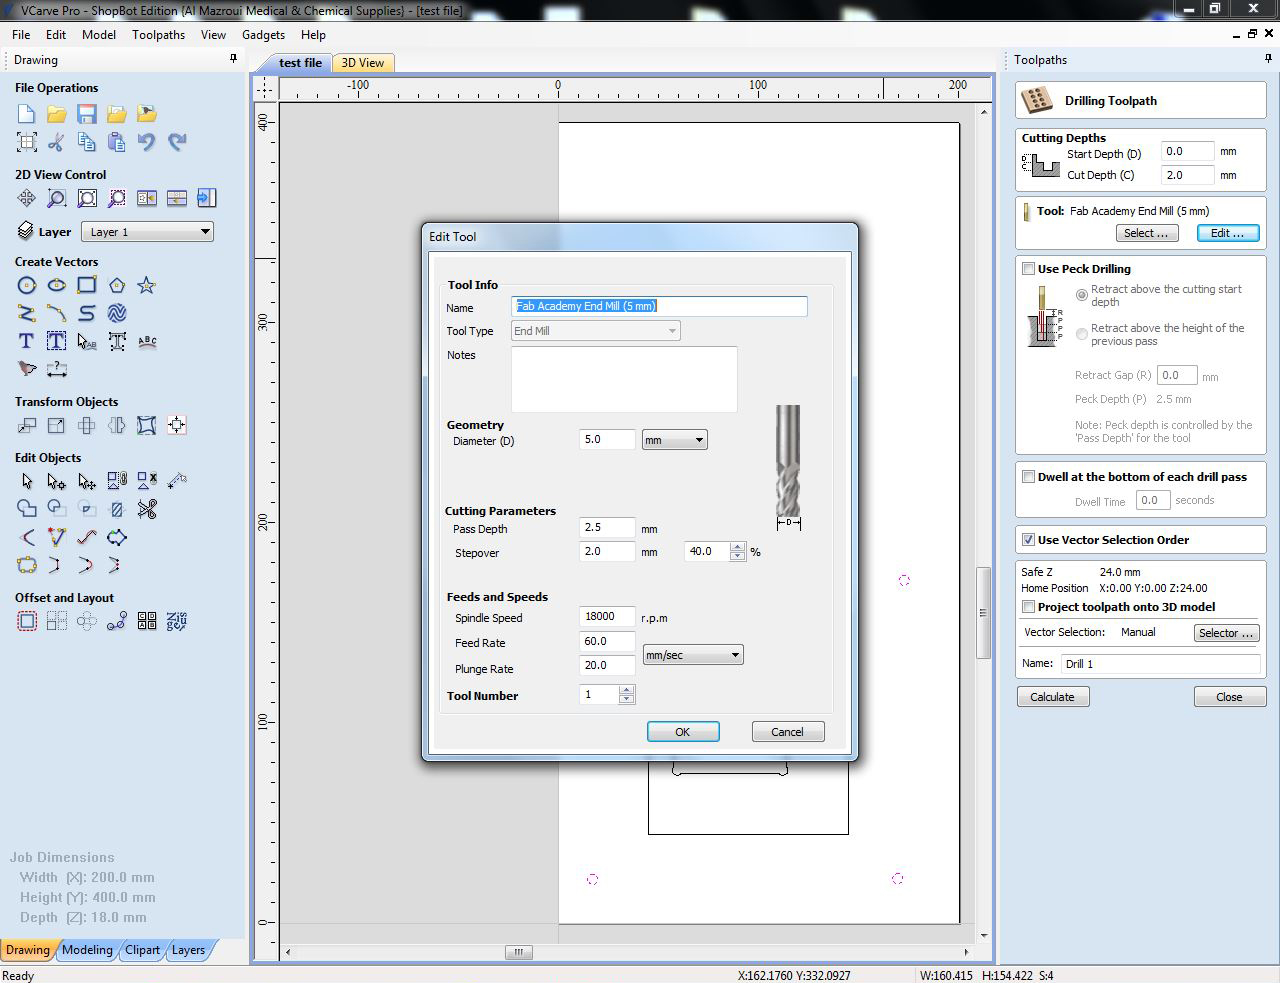 VCarve Pro - ShopBot Edition {Al Mazroui Medical & Chemical Supplies} - [test file]
File Edit Model Toolpaths View Gadgets Help
Drawing
File Operations
2D View Control
Layer Layer 1
Create Vectors
Transform Objects
Edit Objects
Offset and Layout
Job Dimensions
Width (X): 200.0 mm
Height (Y): 400.0 mm
Depth (Z): 18.0 mm
Drawing Modeling Clipart Layers
Ready
test file 3D View
-100 0 100 200
400
300
200
100
0
Edit Tool
Tool Info
Name Fab Academy End Mill (5 mm)
Tool Type End Mill
Notes
Geometry
Diameter (D) 5.0 mm
D
Cutting Parameters
Pass Depth 2.5 mm
Stepover 2.0 mm 40.0 %
Feeds and Speeds
Spindle Speed 18000 r.p.m
Feed Rate 60.0
mm/sec
Plunge Rate 20.0
Tool Number 1
OK Cancel
Toolpaths
Drilling Toolpath
Cutting Depths
Start Depth (D) 0.0 mm
Cut Depth (C) 2.0 mm
Tool: Fab Academy End Mill (5 mm)
Select ... Edit ...
Use Peck Drilling
Retract above the cutting start
depth
Retract above the height of the
previous pass
Retract Gap (R) 0.0 mm
Peck Depth (P) 2.5 mm
Note: Peck depth is controlled by the
'Pass Depth' for the tool
Dwell at the bottom of each drill pass
Dwell Time 0.0 seconds
Use Vector Selection Order
Safe Z 24.0 mm
Home Position X:0.00 Y:0.00 Z:24.00
Project toolpath onto 3D model
Vector Selection: Manual Selector ...
Name: Drill 1
Calculate Close
X:162.1760 Y:332.0927 W:160.415 H:154.422 S:4